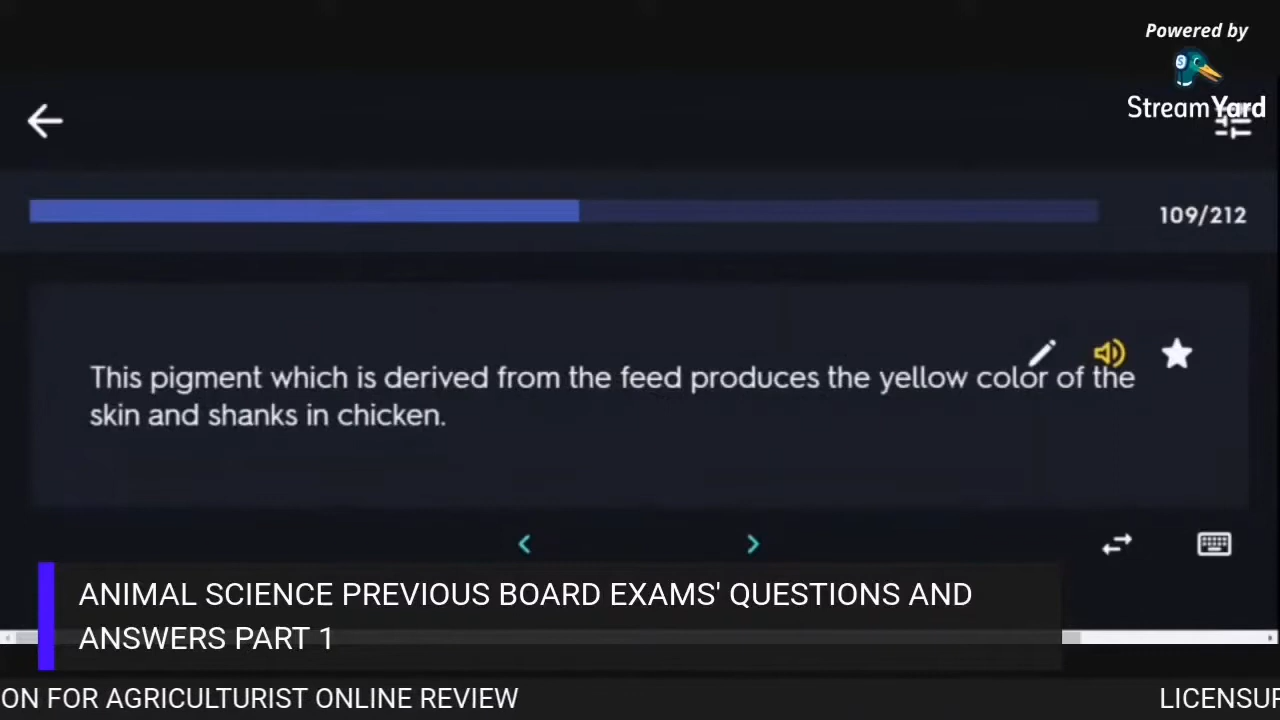 Powered by
StreamYard
109/212
This pigment which is derived from the feed produces the yellow color of the
skin and shanks in chicken.
ANIMAL SCIENCE PREVIOUS BOARD EXAMS' QUESTIONS AND
ANSWERS PART 1
ON FOR AGRICULTURIST ONLINE REVIEW
LICENSUR